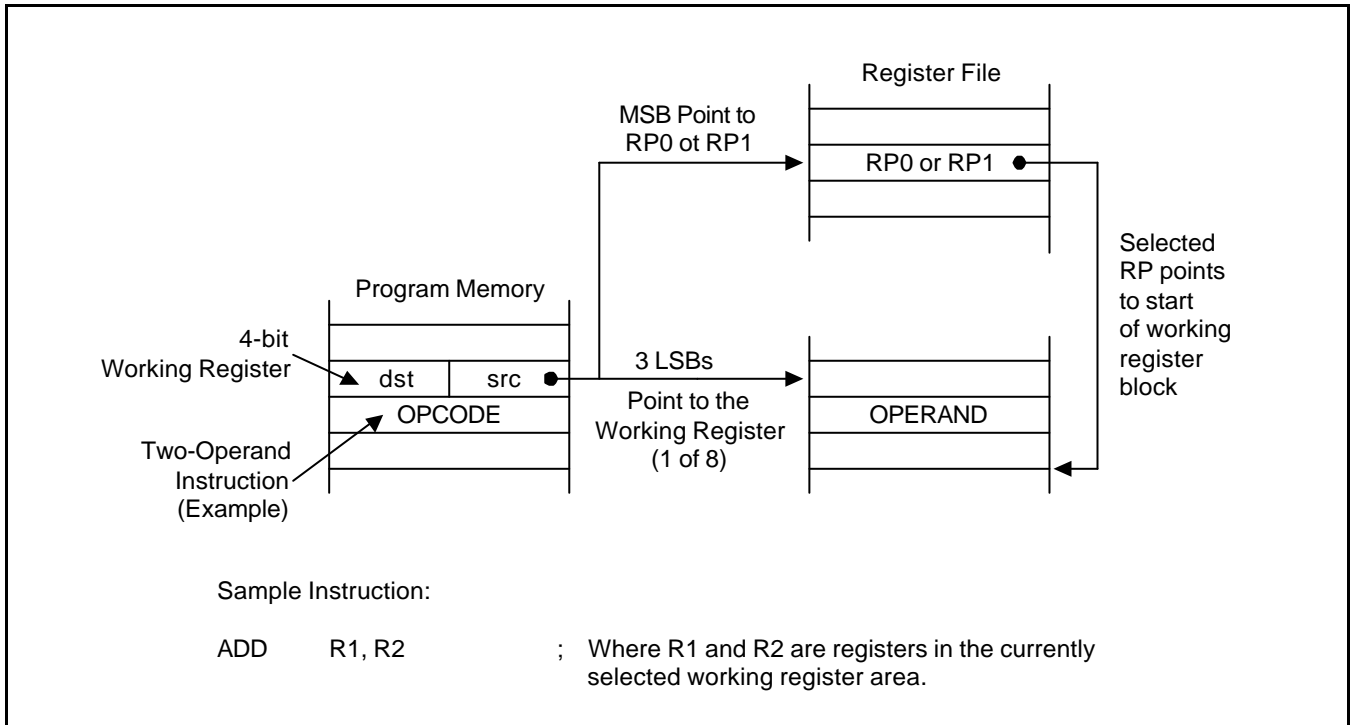 Register File
MSB Point to
RP0 ot RP1
RP0 or RP1
Selected
RP points
to start
of working
register
block
Program Memory
4-bit
Working Register
dst src
3 LSBs
OPCODE
Point to the
Working Register
(1 of 8)
OPERAND
Two-Operand
Instruction
(Example)
Sample Instruction:
ADD R1, R2 ; Where R1 and R2 are registers in the currently
selected working register area.